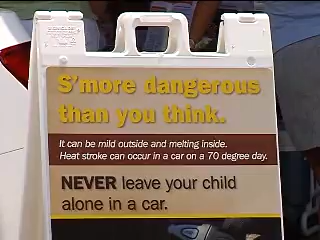 S'more dangerous
than you think.
It can be mild outside and melting inside.
Heat stroke can occur in a car on a 70 degree day.
NEVER leave your child
alone in a car.